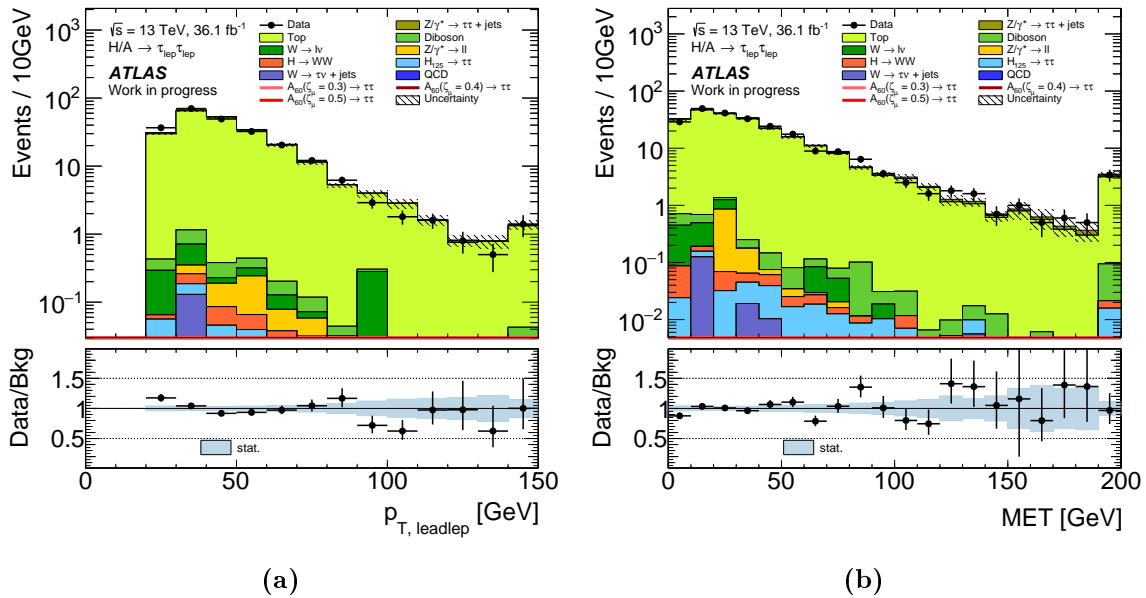 √s = 13 TeV, 36.1 fb⁻¹
H/A → τlep τlep
ATLAS
Work in progress
Data
Top
W → lν
H → WW
W → τν + jets
A₆₀(ζμ = 0.3) → ττ
A₆₀(ζμ = 0.5) → ττ
Z/γ* → ττ + jets
Diboson
Z/γ* → ll
H₁₂₅ → ττ
QCD
A₆₀(ζμ = 0.4) → ττ
Uncertainty
Events / 10GeV
10³
10²
10
1
10⁻¹
Data/Bkg
1.5
1
0.5
stat.
0 50 100 150
pT, leadlep [GeV]
(a)
√s = 13 TeV, 36.1 fb⁻¹
H/A → τlep τlep
ATLAS
Work in progress
Data
Top
W → lν
H → WW
W → τν + jets
A₆₀(ζμ = 0.3) → ττ
A₆₀(ζμ = 0.5) → ττ
Z/γ* → ττ + jets
Diboson
Z/γ* → ll
H₁₂₅ → ττ
QCD
A₆₀(ζμ = 0.4) → ττ
Uncertainty
Events / 10GeV
10³
10²
10
1
10⁻¹
10⁻²
Data/Bkg
1.5
1
0.5
stat.
0 50 100 150 200
MET [GeV]
(b)